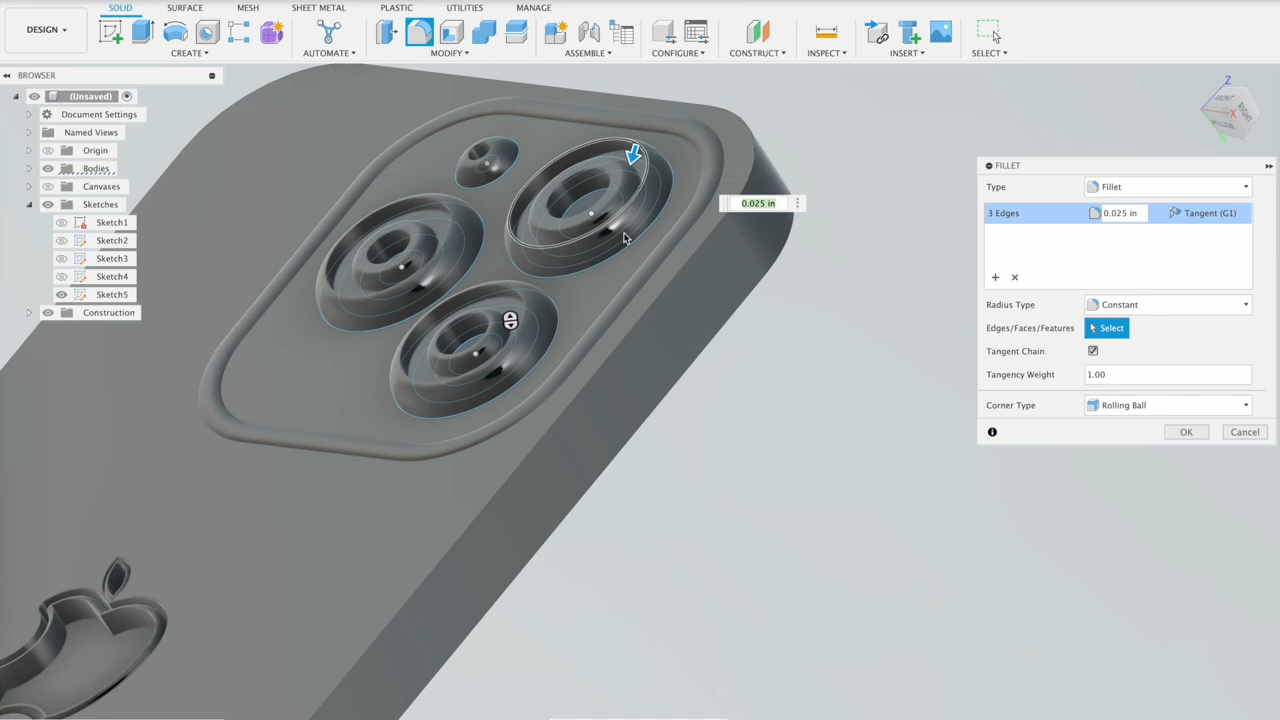 SOLID SURFACE MESH SHEET METAL PLASTIC UTILITIES MANAGE
DESIGN
CREATE AUTOMATE MODIFY ASSEMBLE CONFIGURE CONSTRUCT INSPECT INSERT SELECT
BROWSER
(Unsaved)
Document Settings
Named Views
Origin
Bodies
Canvases
Sketches
Sketch1
Sketch2
Sketch3
Sketch4
Sketch5
Construction
Z
X
RIGHT
0.025 in
FILLET
Type Fillet
3 Edges 0.025 in Tangent (G1)
Radius Type Constant
Edges/Faces/Features Select
Tangent Chain
Tangency Weight 1.00
Corner Type Rolling Ball
OK Cancel